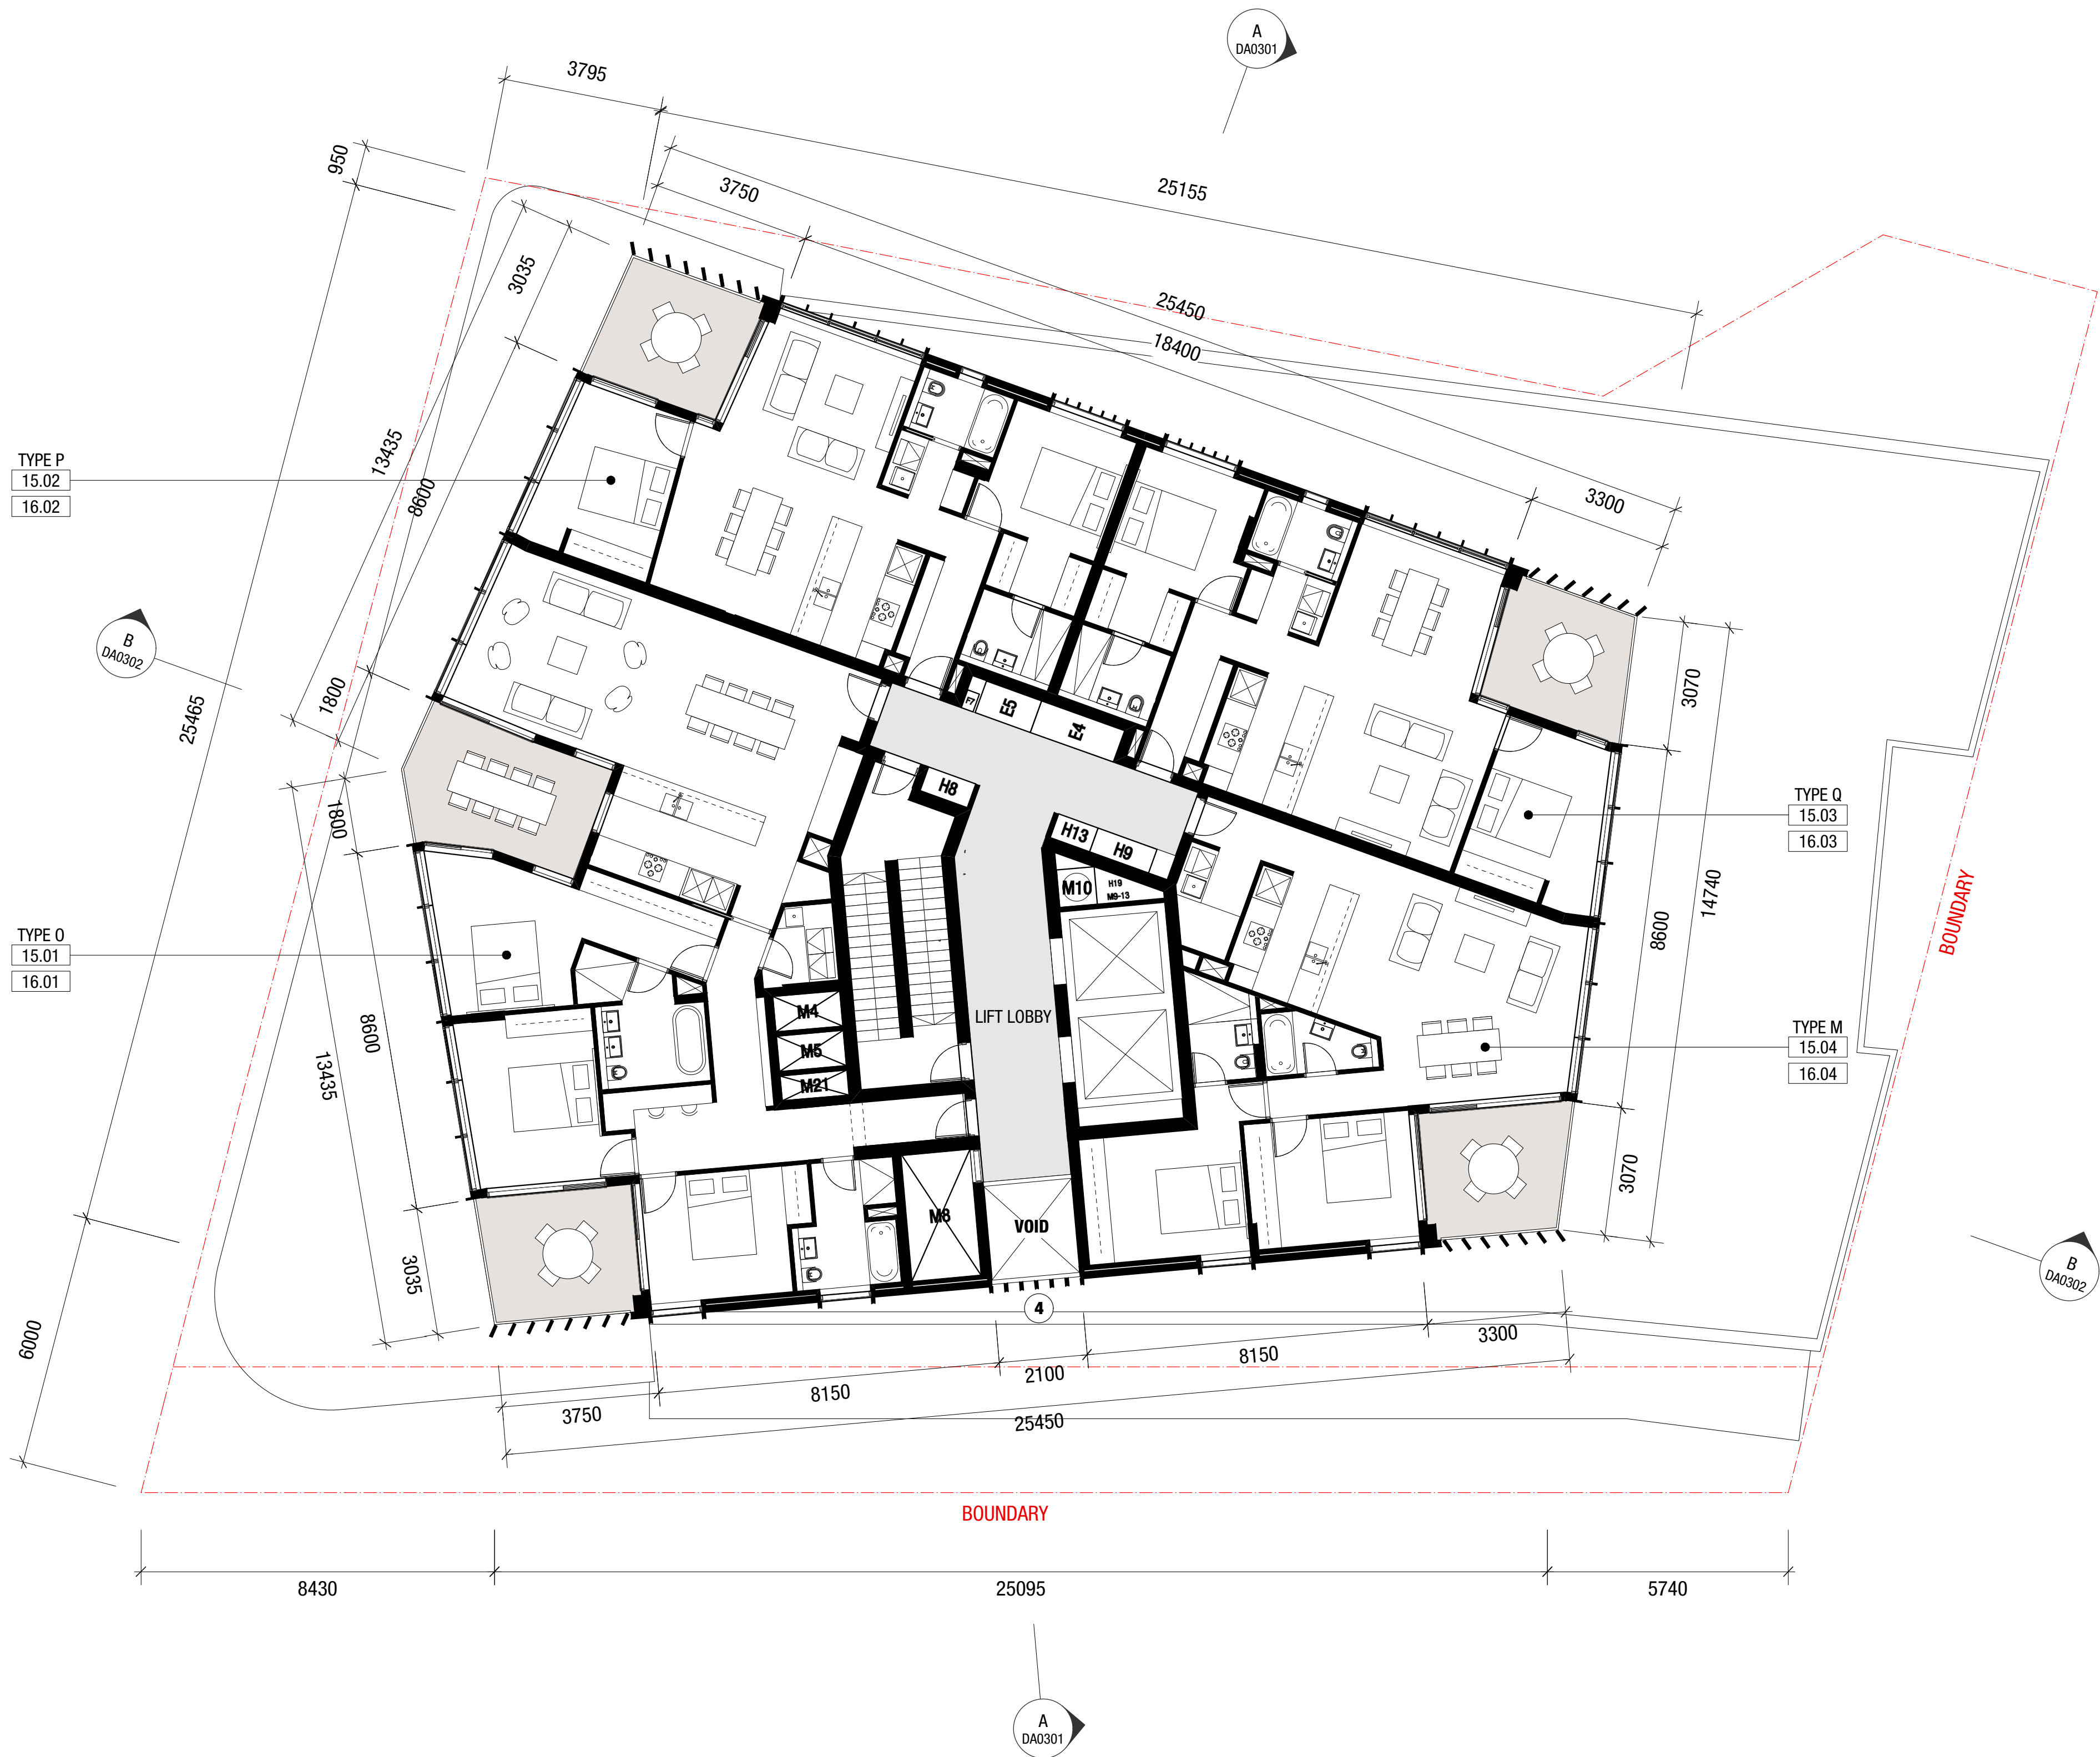 A
DA0301
3795
950
3750
25155
3035
25450
18400
13435
TYPE P
15.02
16.02
8600
3300
B
DA0302
1800
25465
3070
E5
E4
H8
TYPE Q
15.03
16.03
1800
H13
H9
M10
H19
M9-13
14740
8600
BOUNDARY
TYPE O
15.01
16.01
M4
LIFT LOBBY
8600
M5
TYPE M
15.04
16.04
13435
M21
3070
M8
VOID
B
DA0302
3035
4
6000
3300
8150
2100
8150
3750
25450
BOUNDARY
8430
25095
5740
A
DA0301